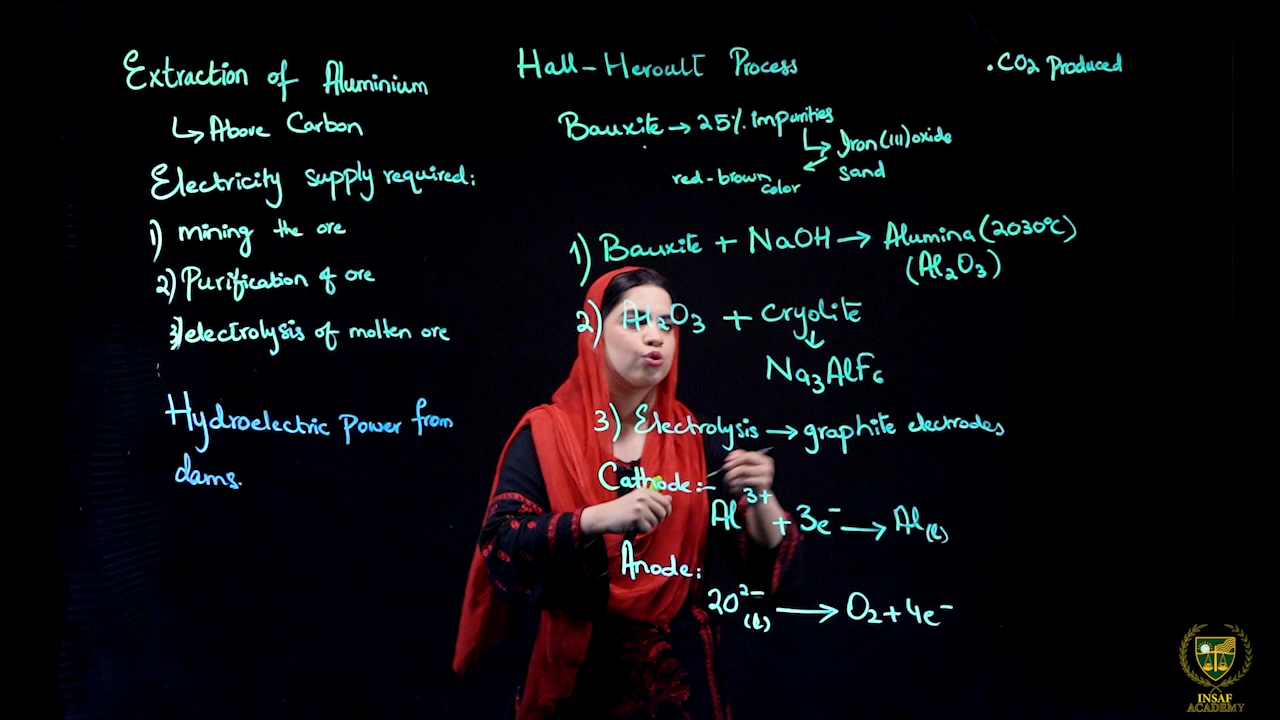 Extraction of Aluminium
↳ Above Carbon
Electricity supply required:
1) mining the ore
2) Purification of ore
3) electrolysis of molten ore
Hydroelectric Power from
dams.
Hall-Heroult Process
Bauxite → 25% impurities
↳ Iron(III)oxide
sand
red-brown color
1) Bauxite + NaOH → Alumina (2030°C)
(Al₂O₃)
2) Al₂O₃ + cryolite
↓
Na₃AlF₆
3) Electrolysis → graphite electrodes
Cathode:-
Al³⁺ + 3e⁻ → Al(l)
Anode:
2O²⁻(l) → O₂ + 4e⁻
.CO2 Produced
INSAF
ACADEMY